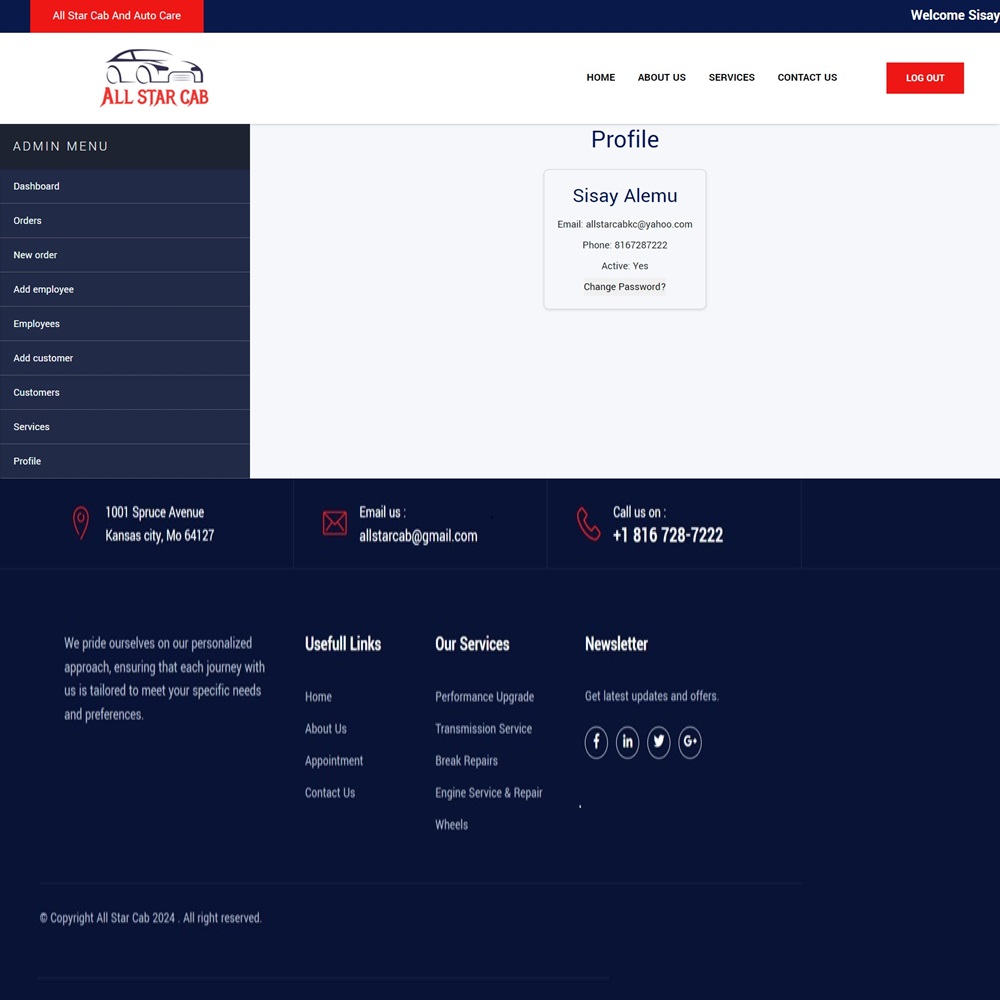 All Star Cab And Auto Care
Welcome Sisay
ALL STAR CAB
HOME
ABOUT US
SERVICES
CONTACT US
LOG OUT
ADMIN MENU
Dashboard
Orders
New order
Add employee
Employees
Add customer
Customers
Services
Profile
Profile
Sisay Alemu
Email: allstarcabkc@yahoo.com
Phone: 8167287222
Active: Yes
Change Password?
1001 Spruce Avenue
Kansas city, Mo 64127
Email us :
allstarcab@gmail.com
Call us on :
+1 816 728-7222
We pride ourselves on our personalized
approach, ensuring that each journey with
us is tailored to meet your specific needs
and preferences.
Usefull Links
Home
About Us
Appointment
Contact Us
Our Services
Performance Upgrade
Transmission Service
Break Repairs
Engine Service & Repair
Wheels
Newsletter
Get latest updates and offers.
© Copyright All Star Cab 2024 . All right reserved.